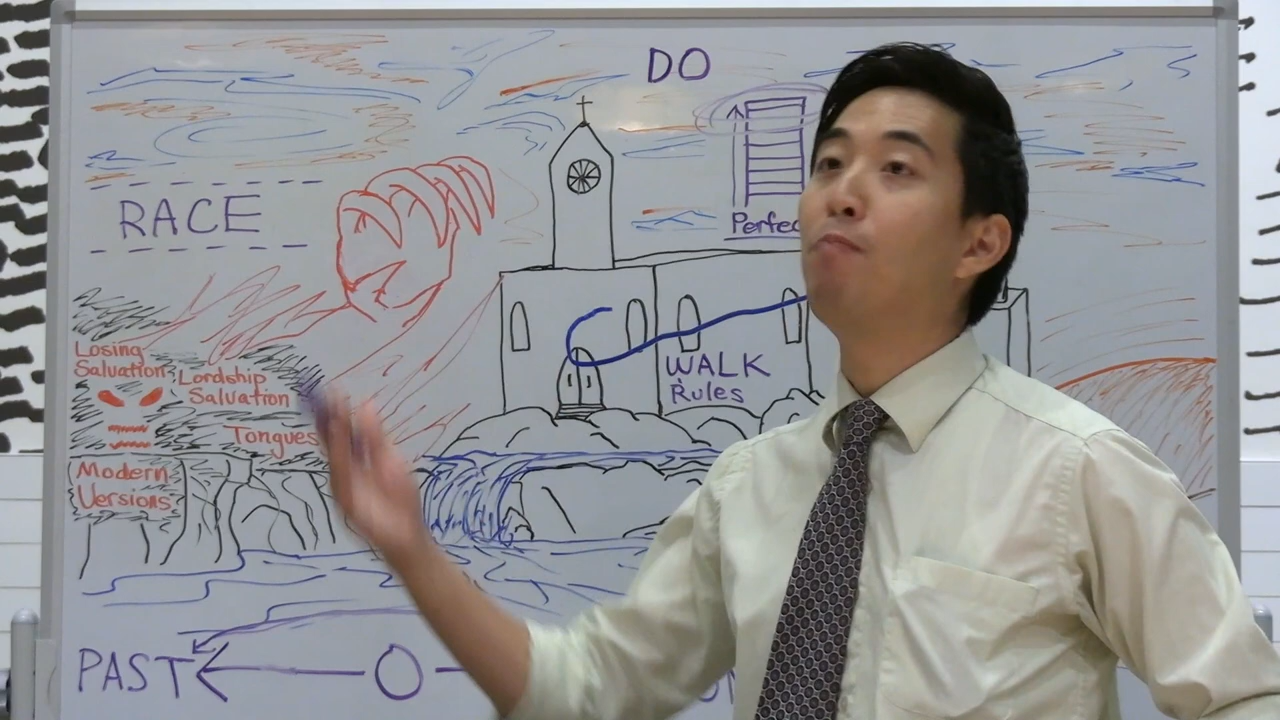 DO
RACE
Perfec
Losing
Salvation
Lordship
Salvation
WALK
Rules
Tongues
Modern
Versions
PAST